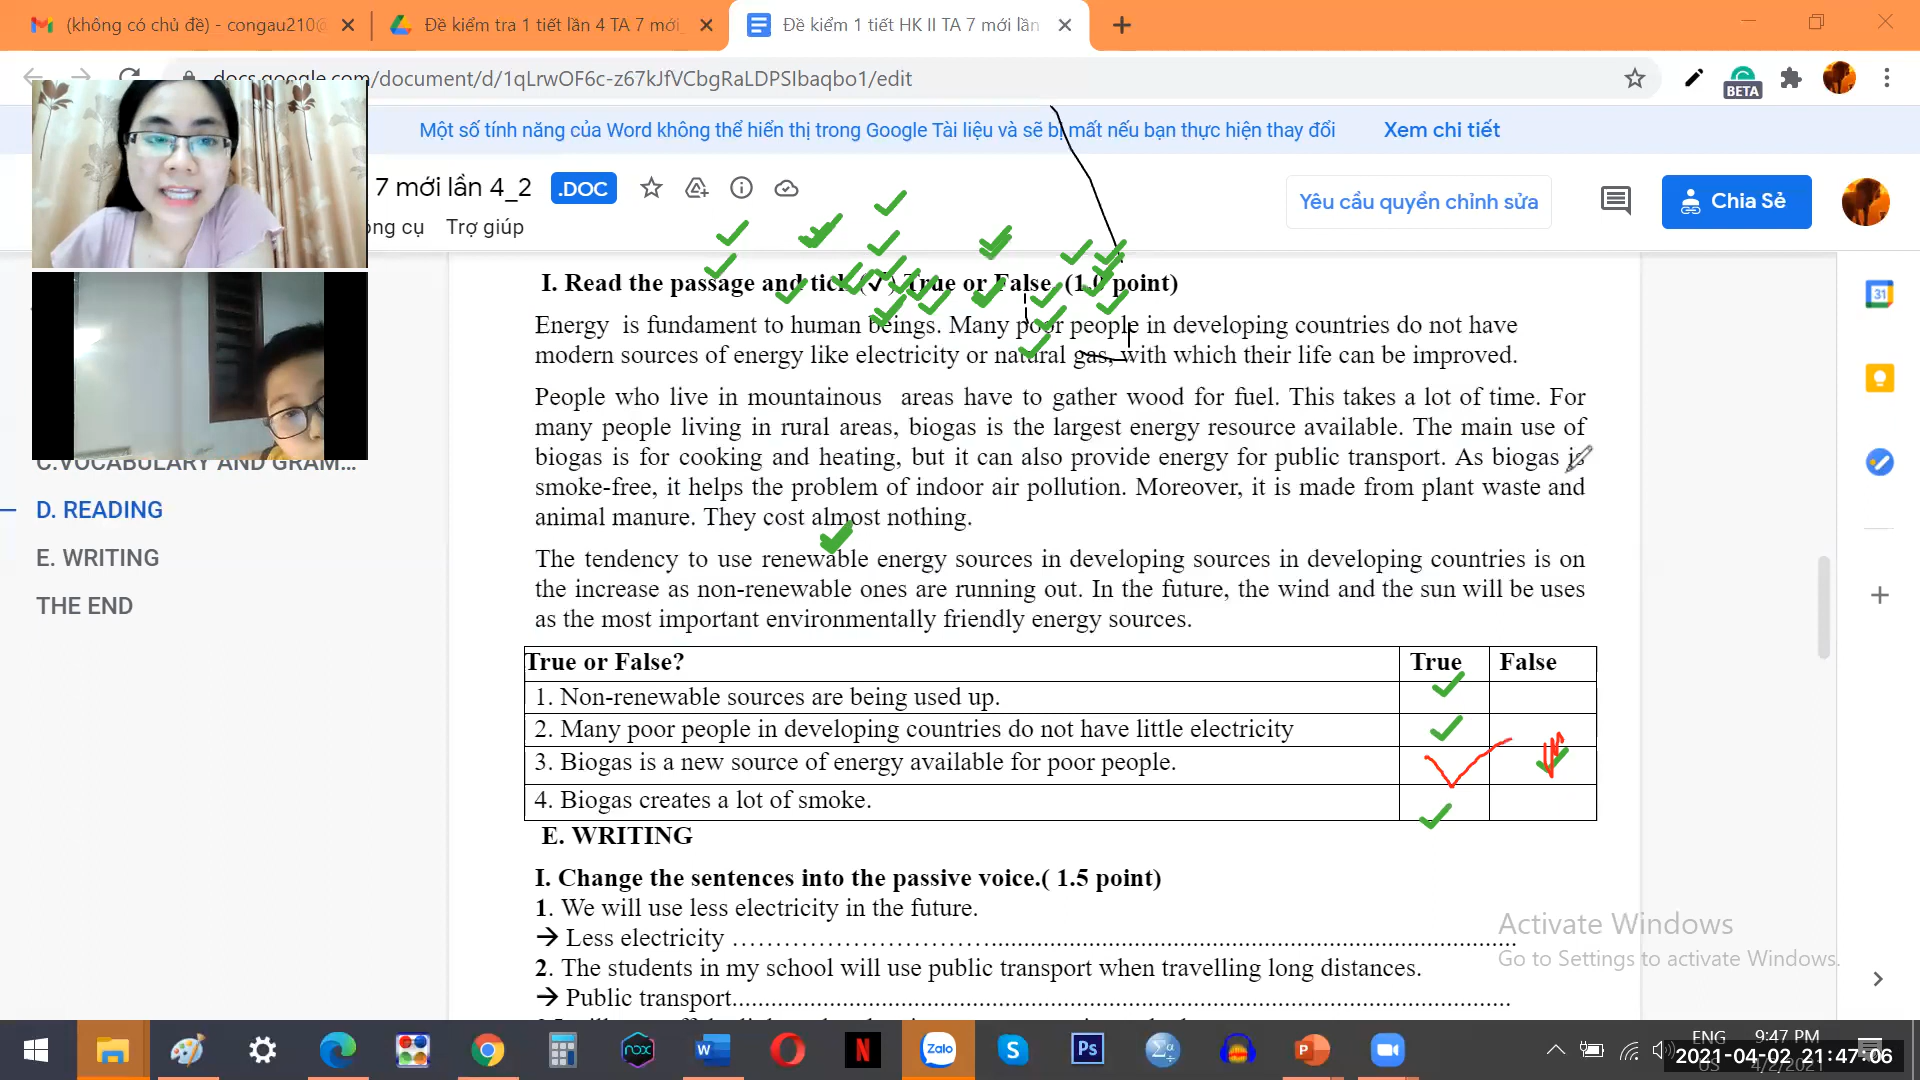 (không có chủ đề) - congau210@
Đề kiểm tra 1 tiết lần 4 TA 7 mới
Đề kiểm 1 tiết HK II TA 7 mới lần
docs.google.com/document/d/1qLrwOF6c-z67kJfVCbgRaLDPSIbaqbo1/edit
BETA
Một số tính năng của Word không thể hiển thị trong Google Tài liệu và sẽ bị mất nếu bạn thực hiện thay đổi
Xem chi tiết
7 mới lần 4_2
.DOC
Yêu cầu quyền chỉnh sửa
Chia Sẻ
ông cụ
Trợ giúp
31
I. Read the passage and tick (√) True or False. (1.0 point)
Energy is fundament to human beings. Many poor people in developing countries do not have
modern sources of energy like electricity or natural gas, with which their life can be improved.
People who live in mountainous areas have to gather wood for fuel. This takes a lot of time. For
many people living in rural areas, biogas is the largest energy resource available. The main use of
biogas is for cooking and heating, but it can also provide energy for public transport. As biogas is
smoke-free, it helps the problem of indoor air pollution. Moreover, it is made from plant waste and
animal manure. They cost almost nothing.
The tendency to use renewable energy sources in developing sources in developing countries is on
the increase as non-renewable ones are running out. In the future, the wind and the sun will be uses
as the most important environmentally friendly energy sources.
C.VOCABULARY AND GRAM...
D. READING
E. WRITING
THE END
True or False? True False
1. Non-renewable sources are being used up.
2. Many poor people in developing countries do not have little electricity
3. Biogas is a new source of energy available for poor people.
4. Biogas creates a lot of smoke.
E. WRITING
I. Change the sentences into the passive voice.( 1.5 point)
1. We will use less electricity in the future.
→ Less electricity ……………………………...............................................................................
2. The students in my school will use public transport when travelling long distances.
→ Public transport..............................................................................................................
Activate Windows
Go to Settings to activate Windows.
nox
W
N
Zalo
S
Ps
P
ENG
9:47 PM
2021-04-02 21:47:06